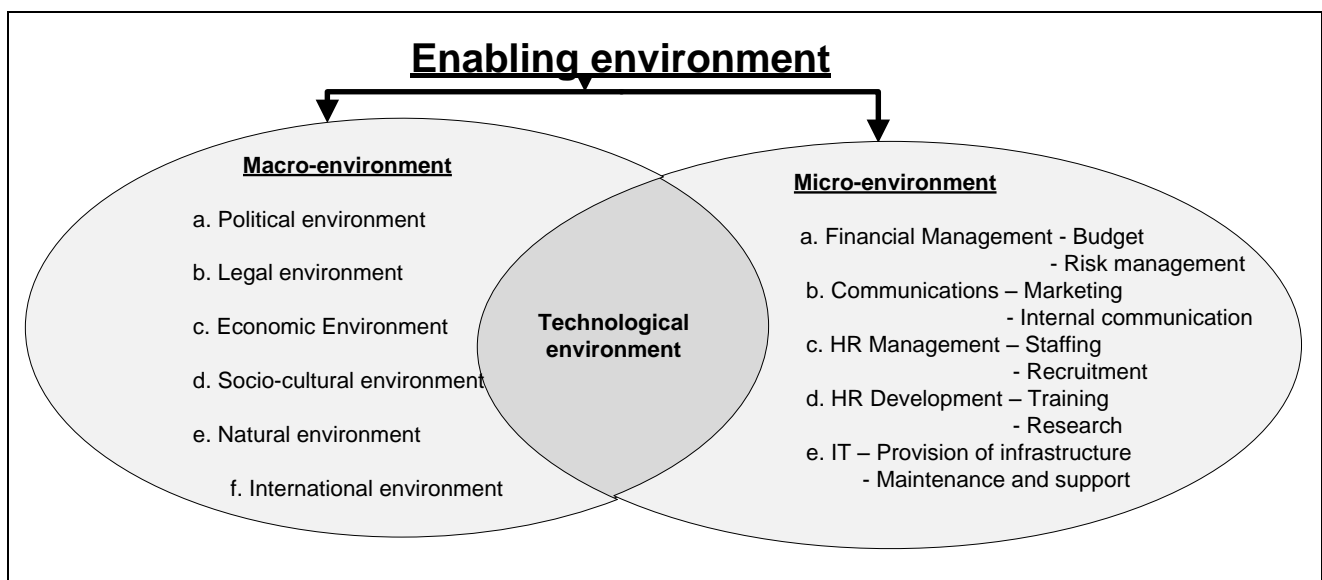 Enabling environment
Macro-environment
a. Political environment
b. Legal environment
c. Economic Environment
d. Socio-cultural environment
e. Natural environment
f. International environment
Technological
environment
Micro-environment
a. Financial Management - Budget
- Risk management
b. Communications – Marketing
- Internal communication
c. HR Management – Staffing
- Recruitment
d. HR Development – Training
- Research
e. IT – Provision of infrastructure
- Maintenance and support